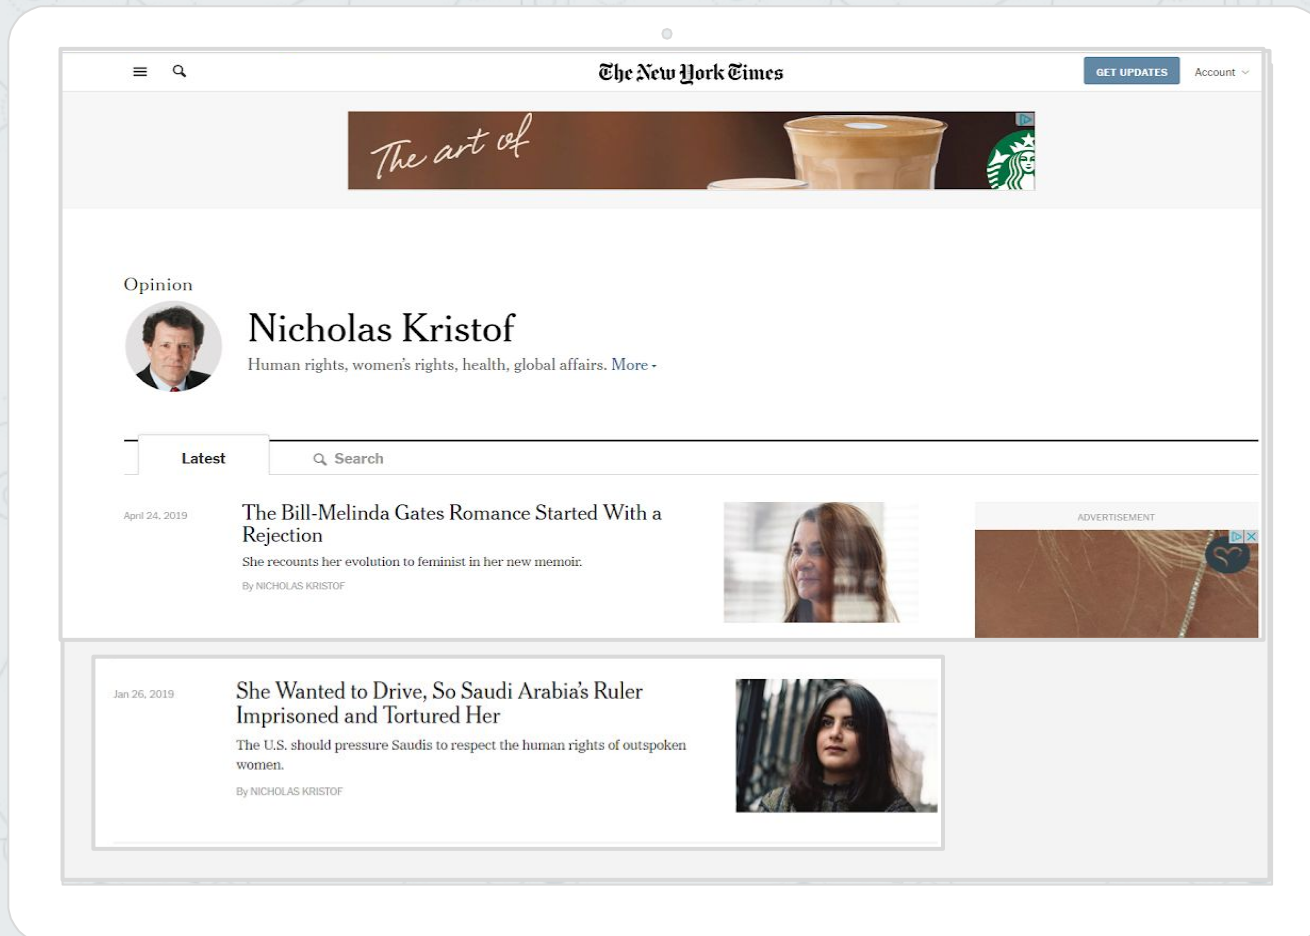 The New York Times
GET UPDATES
Account
The art of
Opinion
Nicholas Kristof
Human rights, women's rights, health, global affairs. More
Latest
Search
April 24, 2019
The Bill-Melinda Gates Romance Started With a
Rejection
She recounts her evolution to feminist in her new memoir.
By NICHOLAS KRISTOF
ADVERTISEMENT
Jan 26, 2019
She Wanted to Drive, So Saudi Arabia's Ruler
Imprisoned and Tortured Her
The U.S. should pressure Saudis to respect the human rights of outspoken
women.
By NICHOLAS KRISTOF